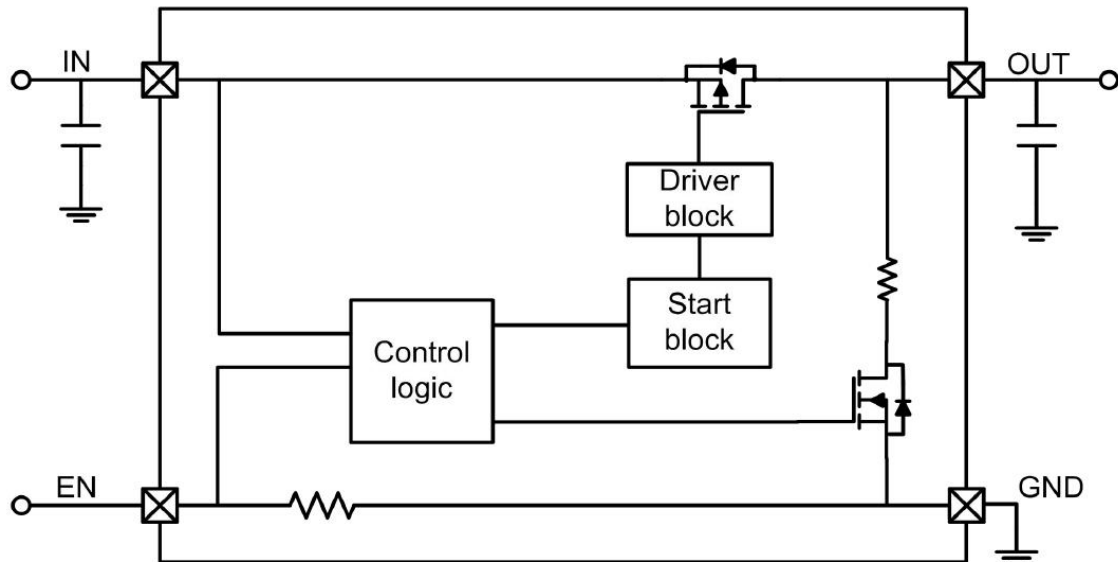 IN
OUT
Driver
block
Start
block
Control
logic
EN
GND